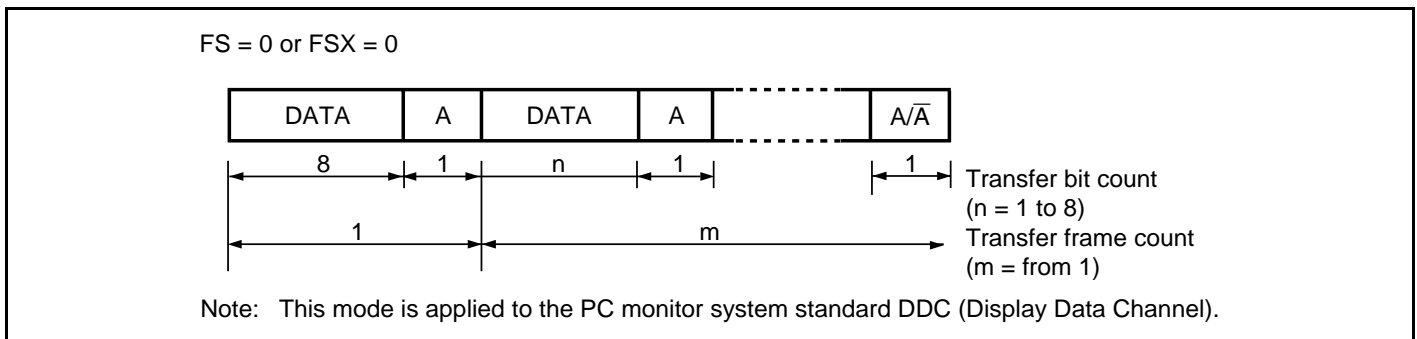 FS = 0 or FSX = 0
DATA A DATA A A/A̅
8 1 n 1 1
Transfer bit count
(n = 1 to 8)
1 m
Transfer frame count
(m = from 1)
Note: This mode is applied to the PC monitor system standard DDC (Display Data Channel).